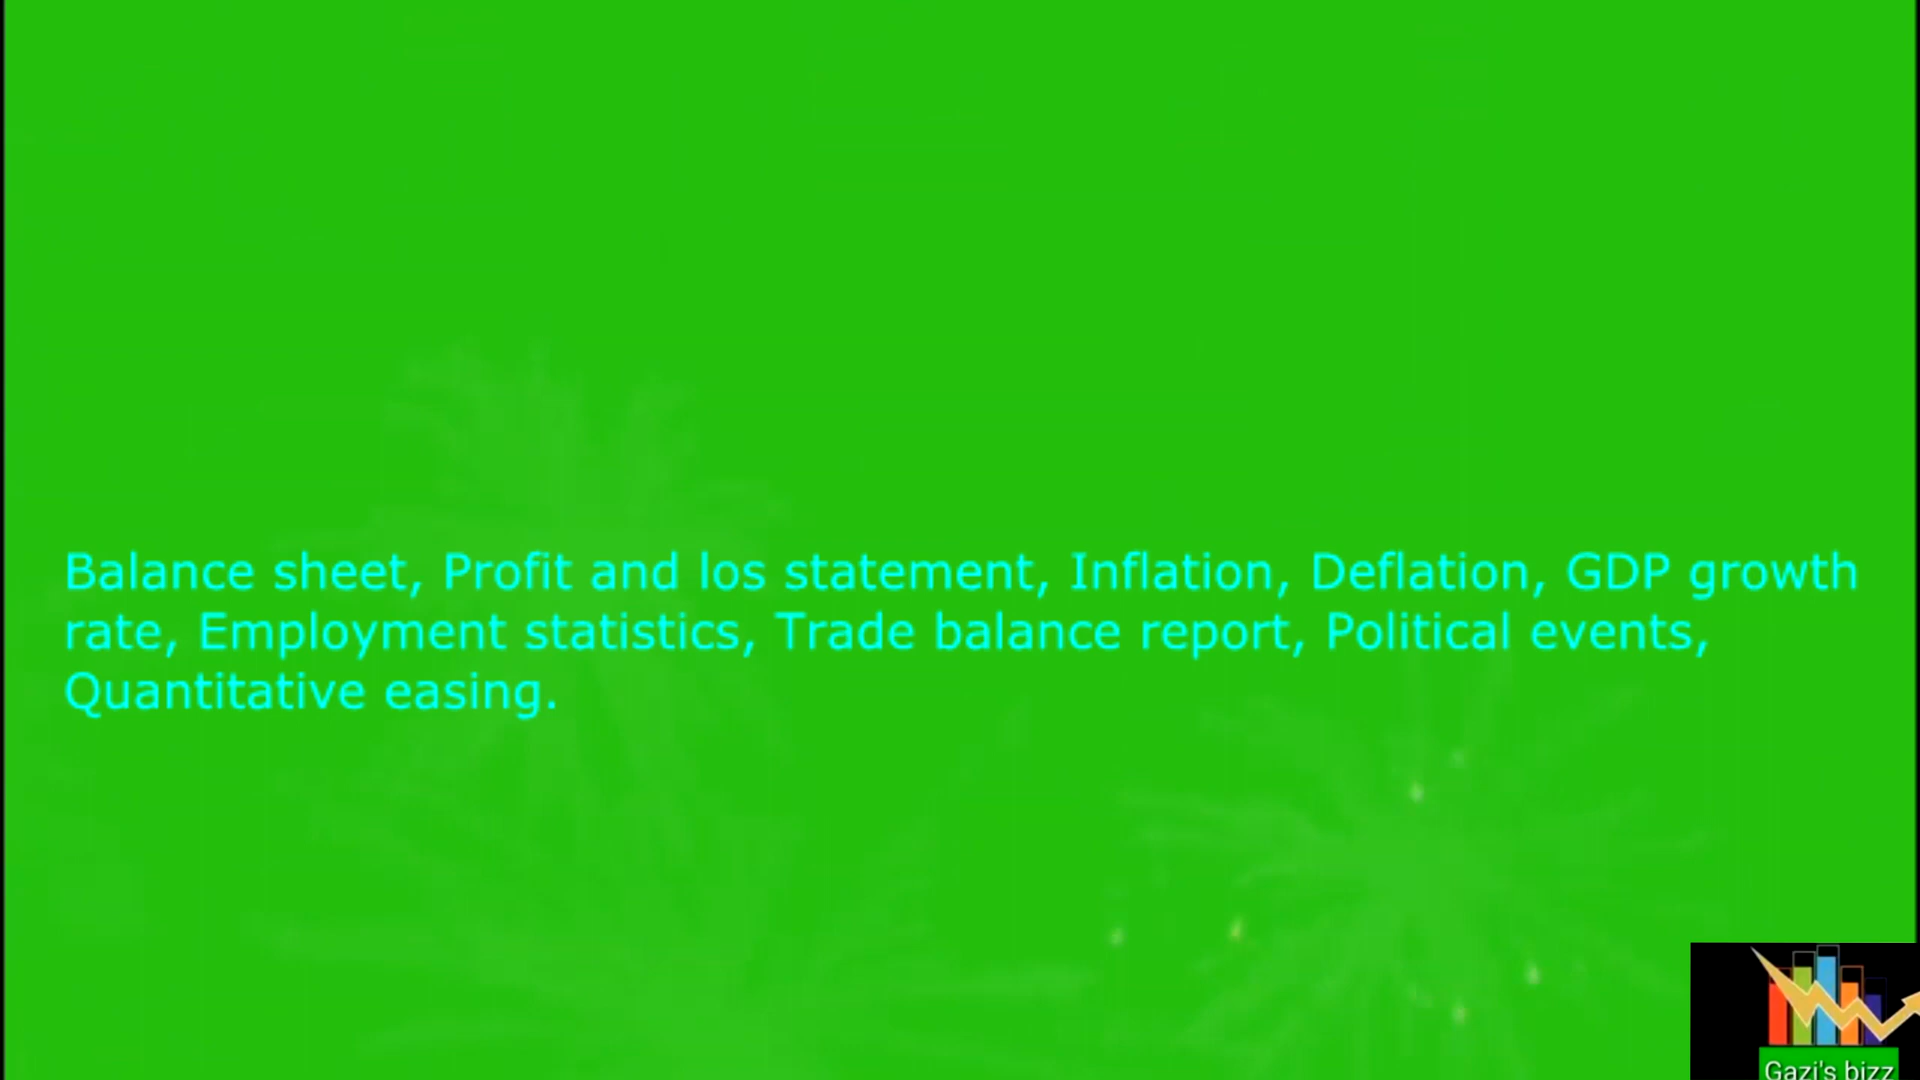 Balance sheet, Profit and los statement, Inflation, Deflation, GDP growth
rate, Employment statistics, Trade balance report, Political events,
Quantitative easing.
Gazi's bizz